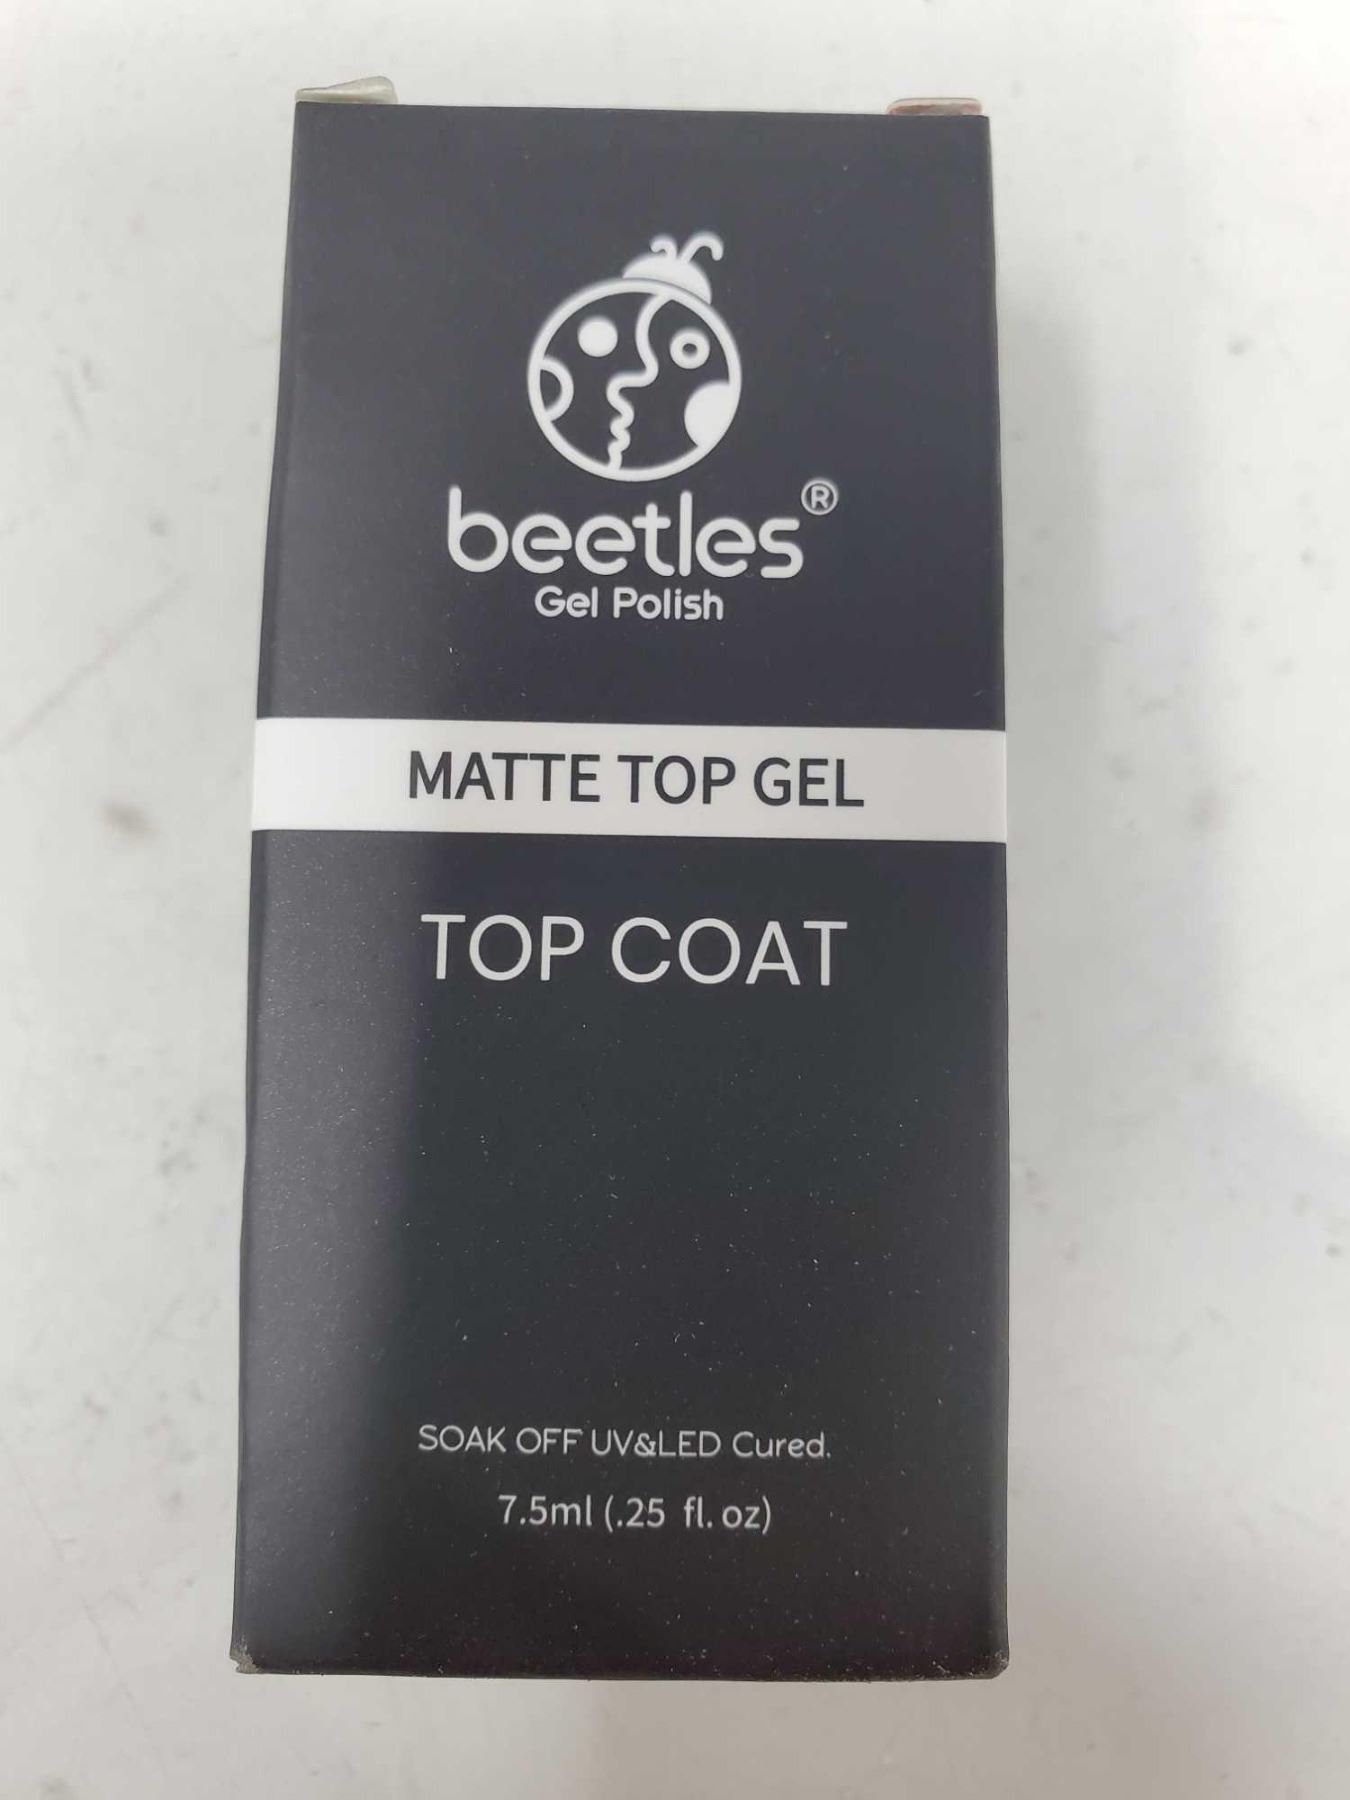 beetles®
Gel Polish
MATTE TOP GEL
TOP COAT
SOAK OFF UV&LED Cured.
7.5ml (.25 fl. oz)